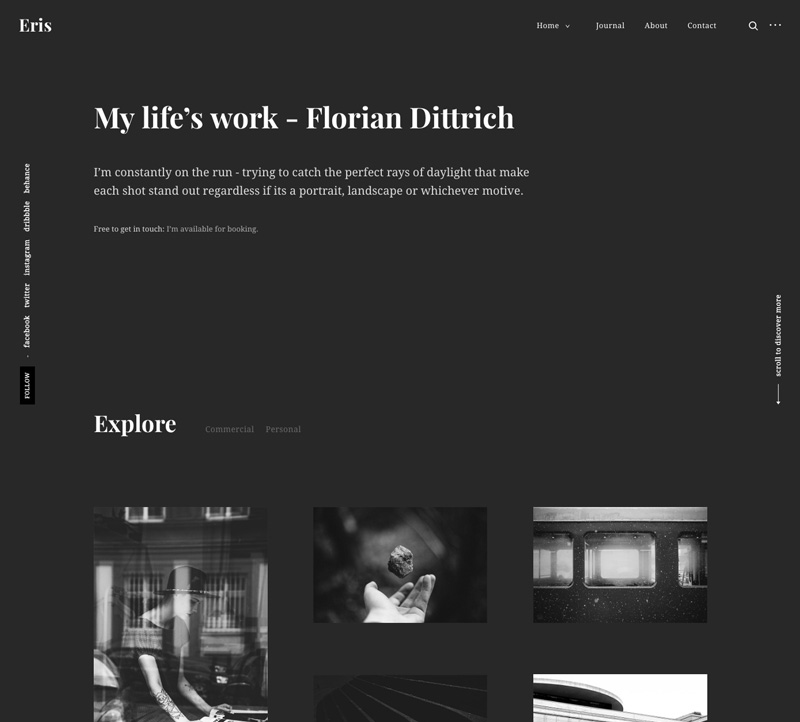 Eris
Home
Journal
About
Contact
My life’s work - Florian Dittrich
I’m constantly on the run - trying to catch the perfect rays of daylight that make
each shot stand out regardless if its a portrait, landscape or whichever motive.
Free to get in touch: I’m available for booking.
FOLLOW - facebook twitter instagram dribbble behance
scroll to discover more
Explore
Commercial
Personal